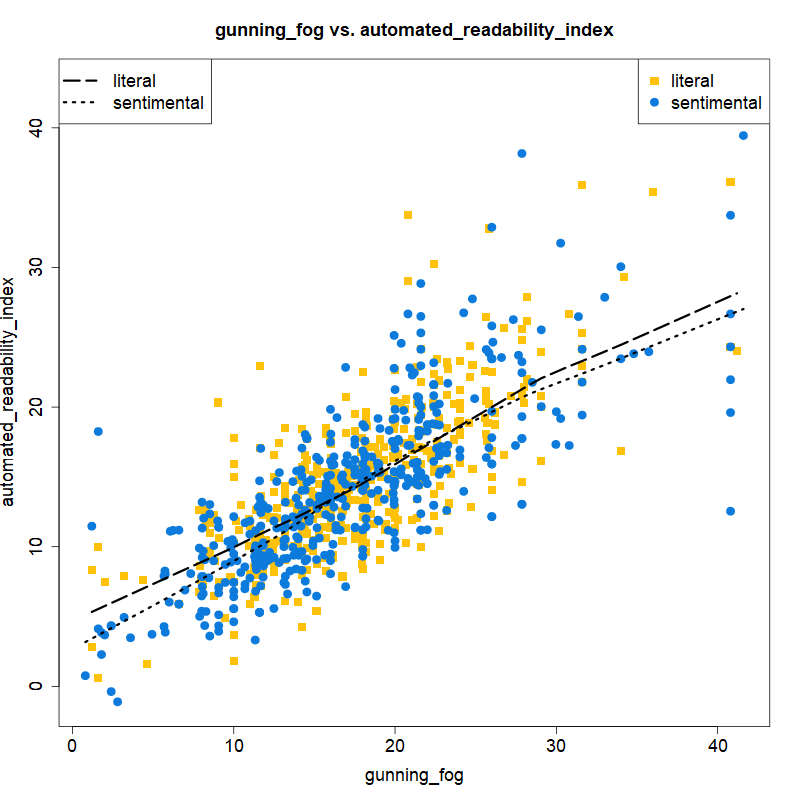 gunning_fog vs. automated_readability_index
literal
sentimental
literal
sentimental
automated_readability_index
40
30
20
10
0
0 10 20 30 40
gunning_fog